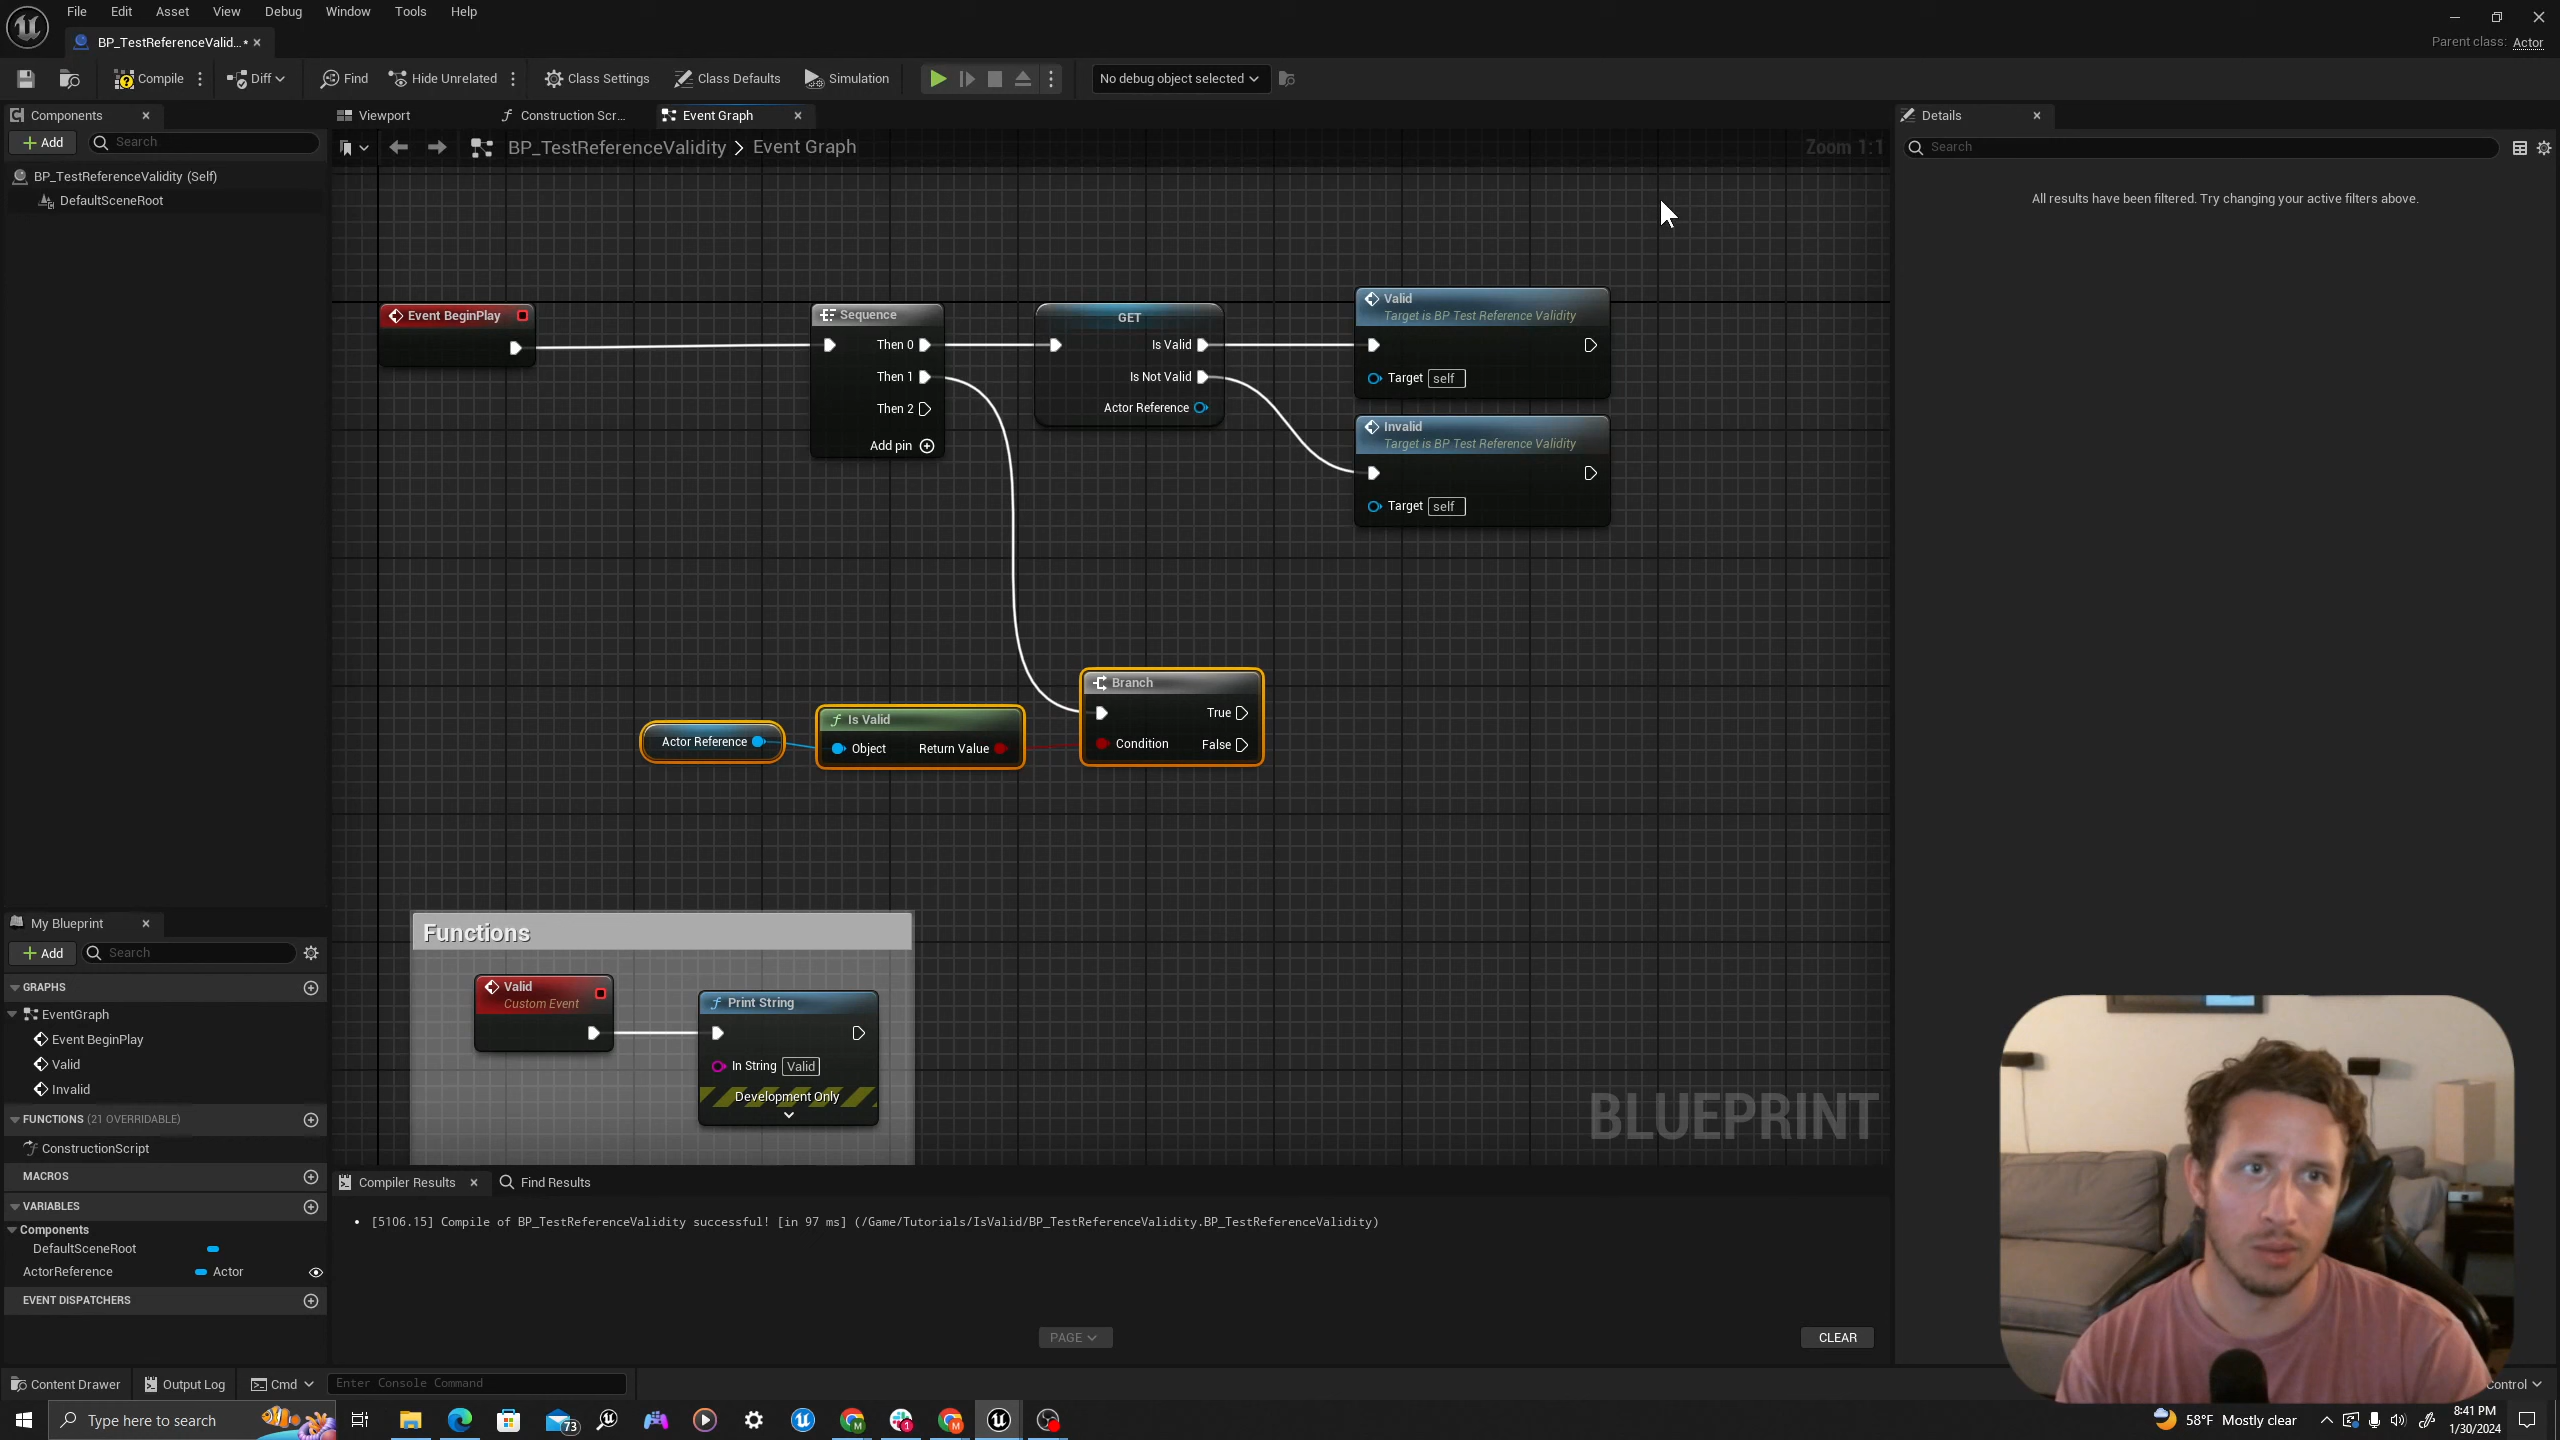 File Edit Asset View Debug Window Tools Help
BP_TestReferenceValid...•
Parent class: Actor
Compile Diff Find Hide Unrelated Class Settings Class Defaults Simulation No debug object selected
Components
Viewport Construction Scr... Event Graph
Details
Add Search
BP_TestReferenceValidity > Event Graph
Zoom 1:1
Search
BP_TestReferenceValidity (Self)
DefaultSceneRoot
All results have been filtered. Try changing your active filters above.
Event BeginPlay
Sequence
Then 0
Then 1
Then 2
Add pin
GET
Is Valid
Is Not Valid
Actor Reference
Valid
Target is BP Test Reference Validity
Target self
Invalid
Target is BP Test Reference Validity
Target self
Actor Reference
Is Valid
Object Return Value
Branch
True
Condition False
Functions
Valid
Custom Event
Print String
In String Valid
Development Only
BLUEPRINT
My Blueprint
Add Search
GRAPHS
EventGraph
Event BeginPlay
Valid
Invalid
FUNCTIONS (21 OVERRIDABLE)
ConstructionScript
MACROS
VARIABLES
Components
DefaultSceneRoot
ActorReference Actor
EVENT DISPATCHERS
Compiler Results Find Results
• [5106.15] Compile of BP_TestReferenceValidity successful! [in 97 ms] (/Game/Tutorials/IsValid/BP_TestReferenceValidity.BP_TestReferenceValidity)
PAGE
CLEAR
Content Drawer Output Log Cmd Enter Console Command
Control
Type here to search
73
1
58°F Mostly clear
8:41 PM
1/30/2024